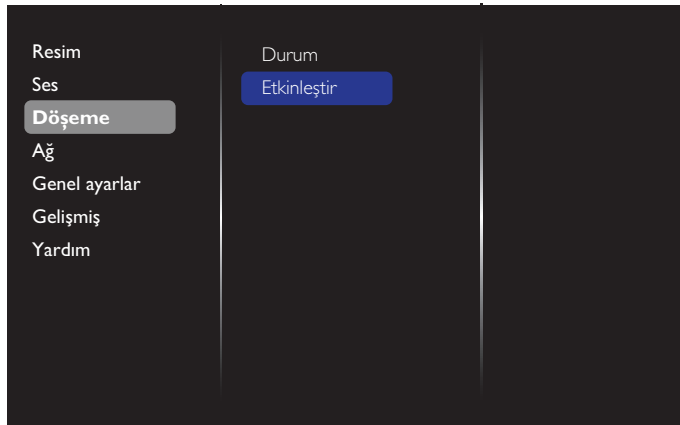 Resim
Ses
Döşeme
Ağ
Genel ayarlar
Gelişmiş
Yardım
Durum
Etkinleştir